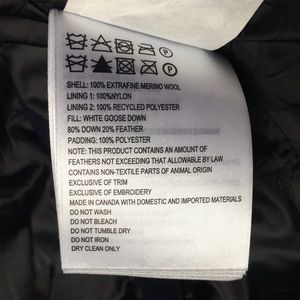 SHELL: 100% EXTRAFINE MERINO WOOL
LINING 1: 100%NYLON
LINING 2: 100% RECYCLED POLYESTER
FILL: WHITE GOOSE DOWN
80% DOWN 20% FEATHER
PADDING: 100% POLYESTER
NOTE: THIS PRODUCT CONTAINS AN AMOUNT OF
FEATHERS NOT EXCEEDING THAT ALLOWABLE BY LAW
CONTAINS NON-TEXTILE PARTS OF ANIMAL ORIGIN
EXCLUSIVE OF TRIM
EXCLUSIVE OF EMBROIDERY
MADE IN CANADA WITH DOMESTIC AND IMPORTED MATERIALS
DO NOT WASH
DO NOT BLEACH
DO NOT TUMBLE DRY
DO NOT IRON
DRY CLEAN ONLY